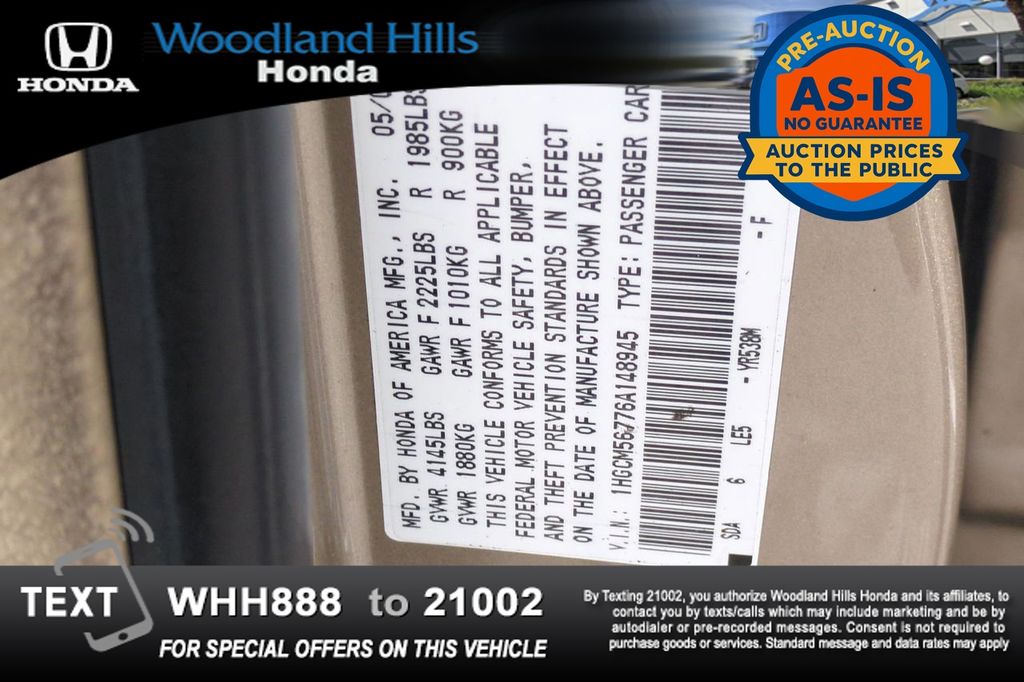 HONDA
Woodland Hills
Honda
PRE-AUCTION
AS-IS
NO GUARANTEE
AUCTION PRICES
TO THE PUBLIC
MFD. BY HONDA OF AMERICA MFG., INC. 05/
GVWR 4145LBS GAWR F 2225LBS R 1985LBS
GVWR 1880KG GAWR F 1010KG R 900KG
THIS VEHICLE CONFORMS TO ALL APPLICABLE
FEDERAL MOTOR VEHICLE SAFETY, BUMPER,
AND THEFT PREVENTION STANDARDS IN EFFECT
ON THE DATE OF MANUFACTURE SHOWN ABOVE.
V.I.N.: 1HGCM56776A148945 TYPE: PASSENGER CAR
SDA 6 LE5 - YR538M - F
TEXT
WHH888 to 21002
FOR SPECIAL OFFERS ON THIS VEHICLE
By Texting 21002, you authorize Woodland Hills Honda and its affiliates, to
contact you by texts/calls which may include marketing and be by
autodialer or pre-recorded messages. Consent is not required to
purchase goods or services. Standard message and data rates may apply